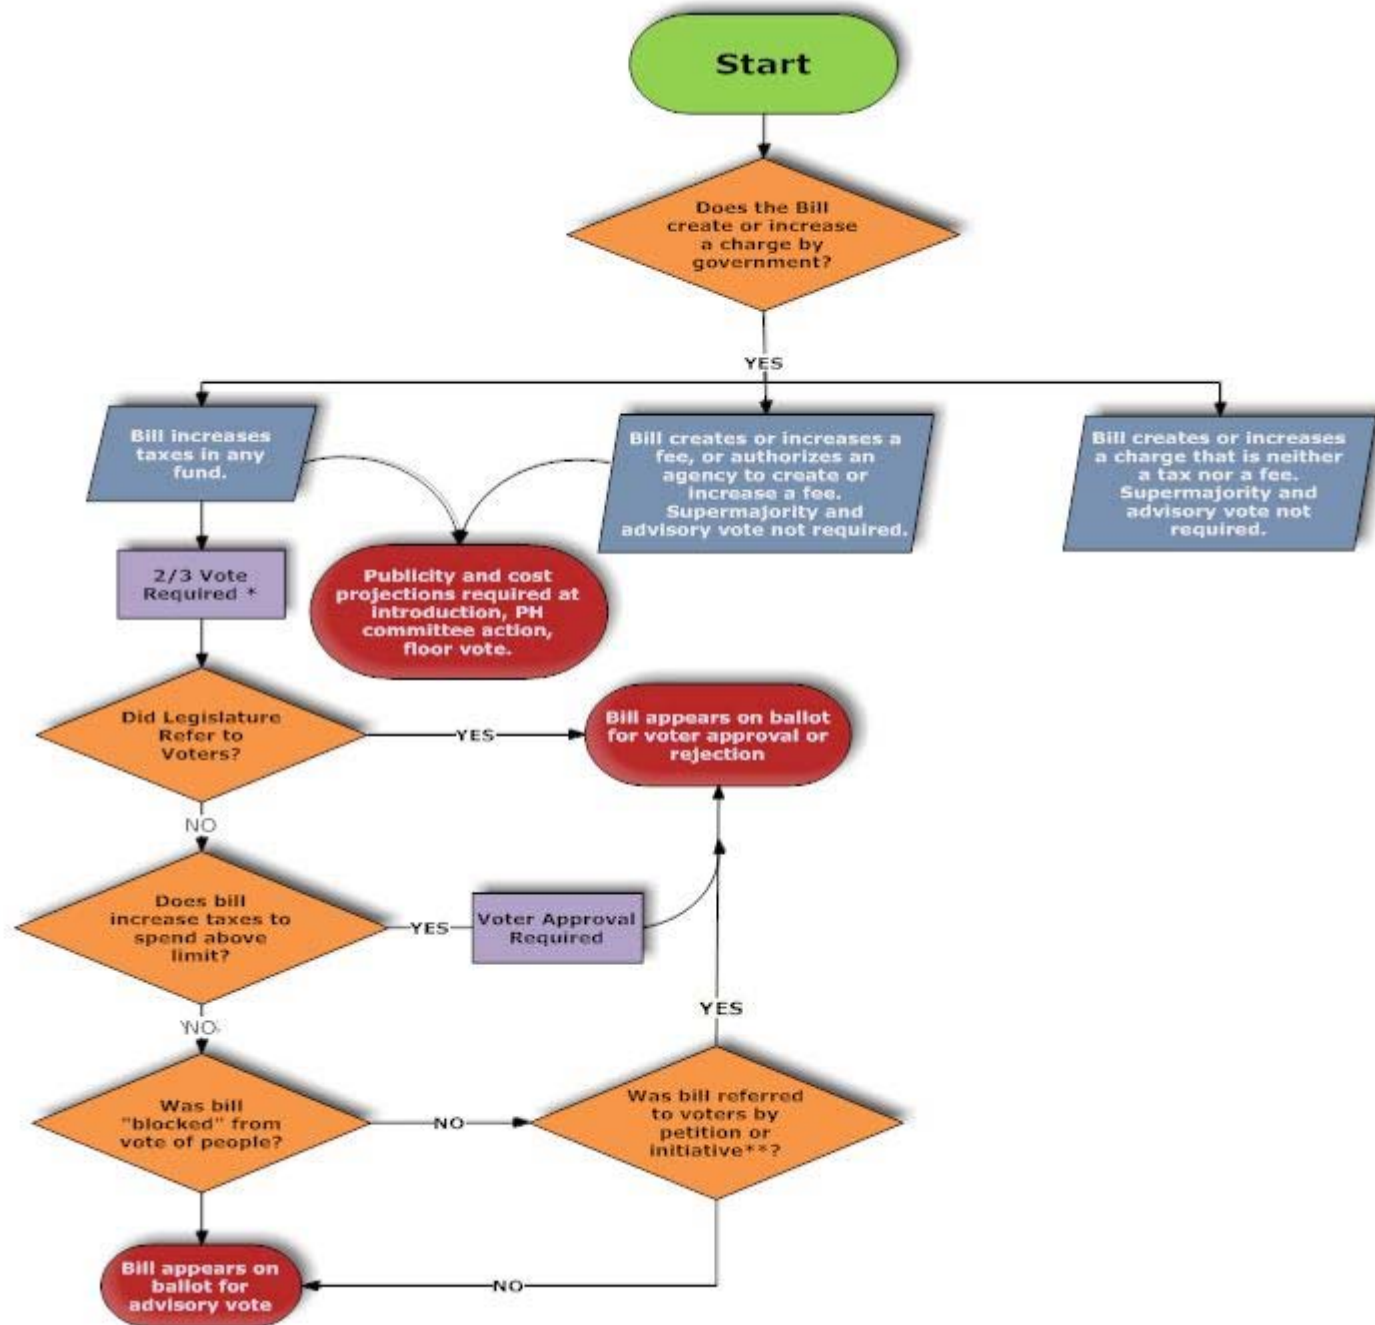 Start
Does the Bill
create or increase
a charge by
government?
YES
Bill increases
taxes in any
fund.
Bill creates or increases a
fee, or authorizes an
agency to create or
increase a fee.
Supermajority and
advisory vote not required.
Bill creates or increases
a charge that is neither
a tax nor a fee.
Supermajority and
advisory vote not
required.
2/3 Vote
Required *
Publicity and cost
projections required at
introduction, PH
committee action,
floor vote.
Did Legislature
Refer to
Voters?
YES
Bill appears on ballot
for voter approval or
rejection
NO
Does bill
increase taxes to
spend above
limit?
YES
Voter Approval
Required
NO
YES
Was bill
"blocked" from
vote of people?
NO
Was bill referred
to voters by
petition or
initiative**?
Bill appears on
ballot for
advisory vote
NO